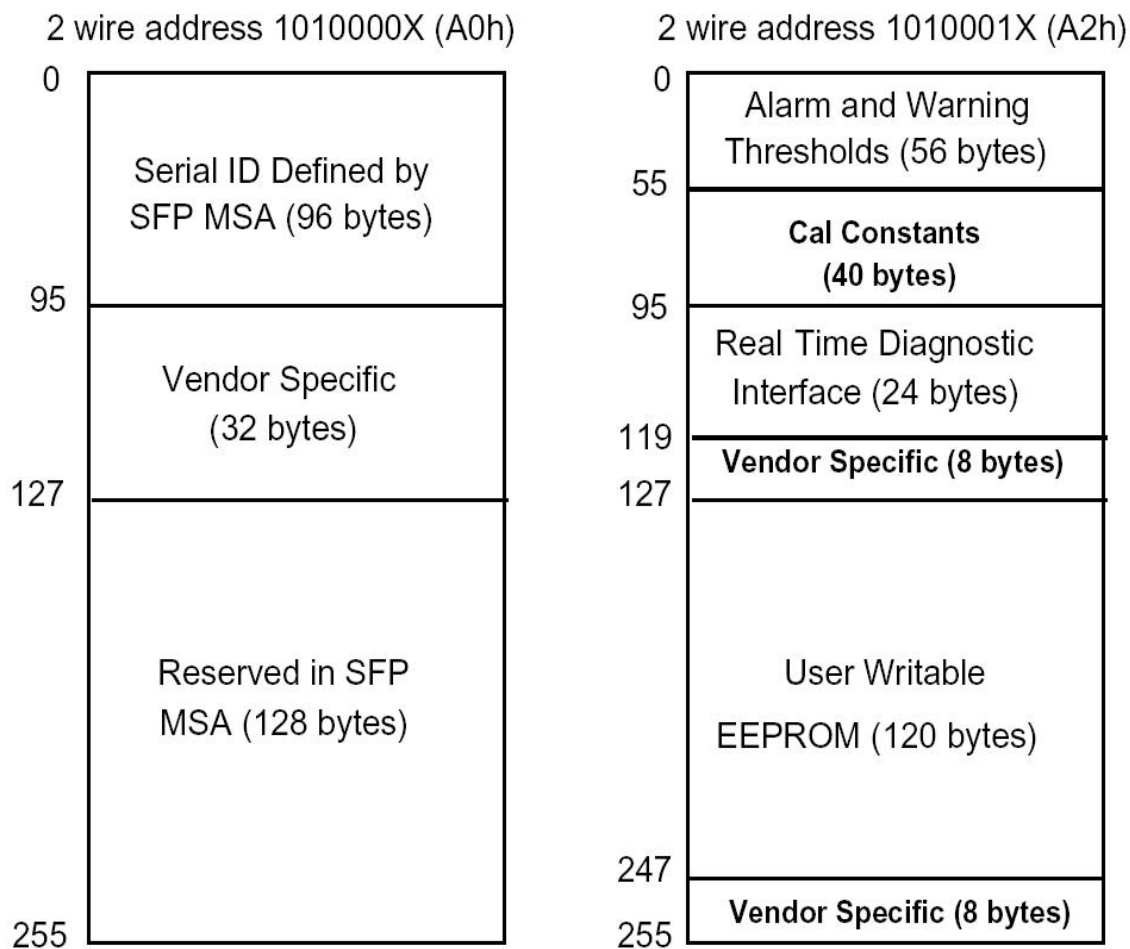 2 wire address 1010000X (A0h)
0
Serial ID Defined by
SFP MSA (96 bytes)
95
Vendor Specific
(32 bytes)
127
Reserved in SFP
MSA (128 bytes)
255
2 wire address 1010001X (A2h)
0
Alarm and Warning
Thresholds (56 bytes)
55
Cal Constants
(40 bytes)
95
Real Time Diagnostic
Interface (24 bytes)
119
Vendor Specific (8 bytes)
127
User Writable
EEPROM (120 bytes)
247
Vendor Specific (8 bytes)
255